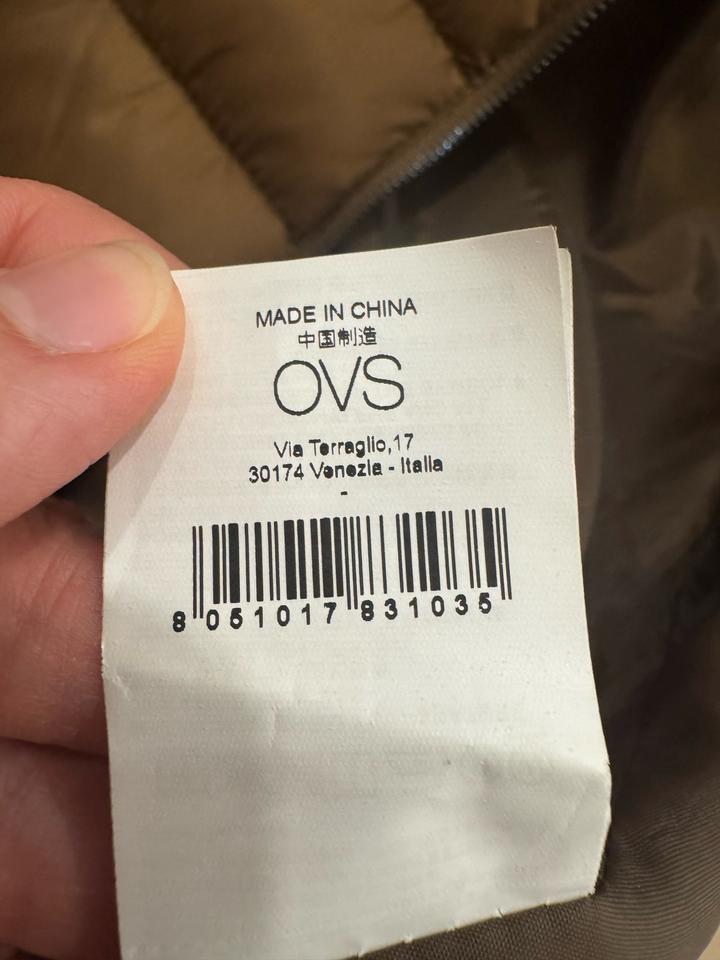 MADE IN CHINA
中国制造
OVS
Via Terraglio,17
30174 Venezia - Italia
-
8 051017 831035